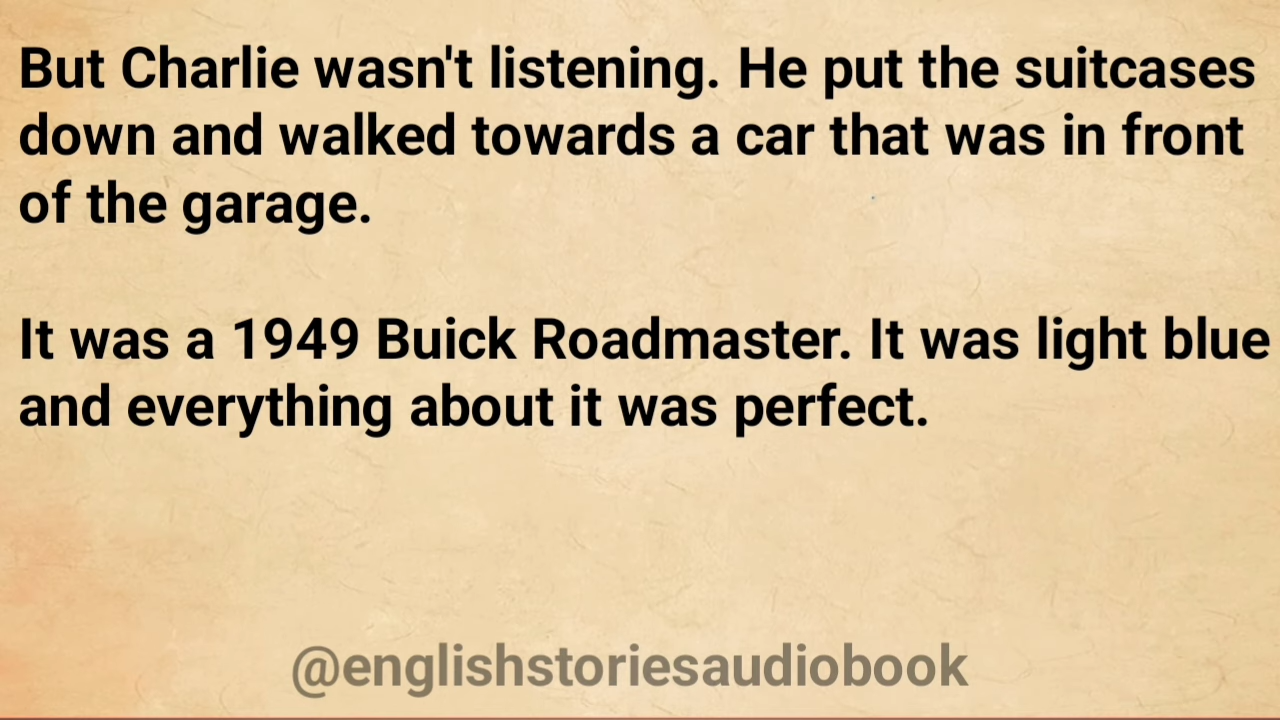 But Charlie wasn't listening. He put the suitcases
down and walked towards a car that was in front
of the garage.
It was a 1949 Buick Roadmaster. It was light blue
and everything about it was perfect.
@englishstoriesaudiobook